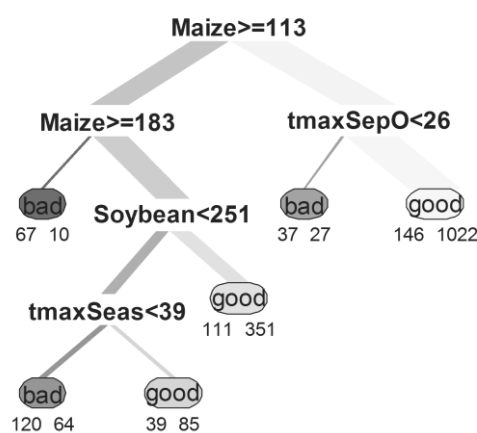 Maize>=113
Maize>=183
tmaxSepO<26
bad
bad
good
67 10
Soybean<251
37 27
146 1022
good
tmaxSeas<39
111 351
bad
good
120 64
39 85